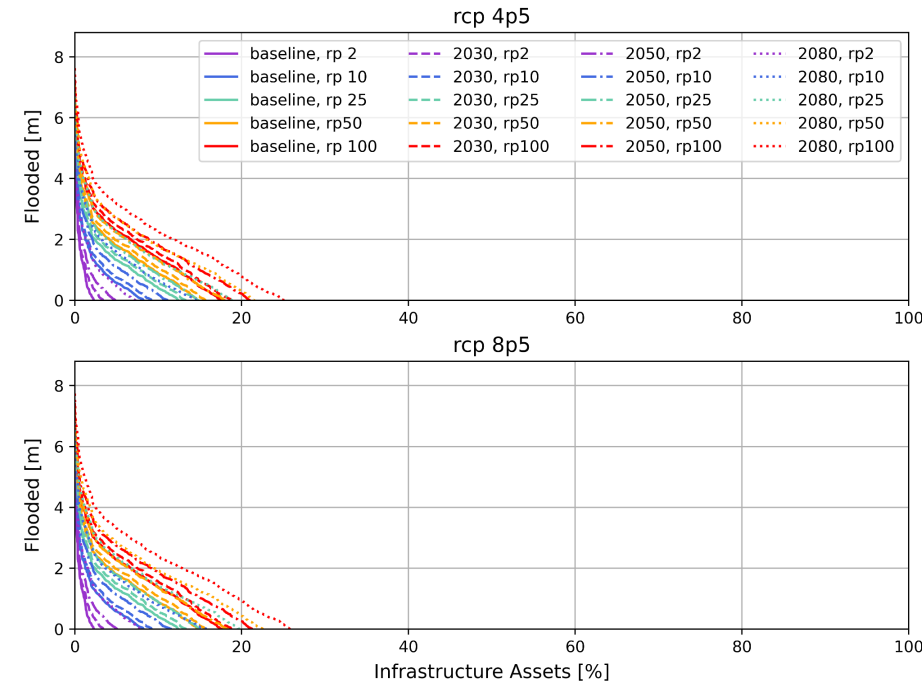 rcp 4p5
8
6
4
2
0
Flooded [m]
baseline, rp 2 2030, rp2 2050, rp2 2080, rp2
baseline, rp 10 2030, rp10 2050, rp10 2080, rp10
baseline, rp 25 2030, rp25 2050, rp25 2080, rp25
baseline, rp50 2030, rp50 2050, rp50 2080, rp50
baseline, rp 100 2030, rp100 2050, rp100 2080, rp100
0 20 40 60 80 100
rcp 8p5
8
6
4
2
0
Flooded [m]
0 20 40 60 80 100
Infrastructure Assets [%]